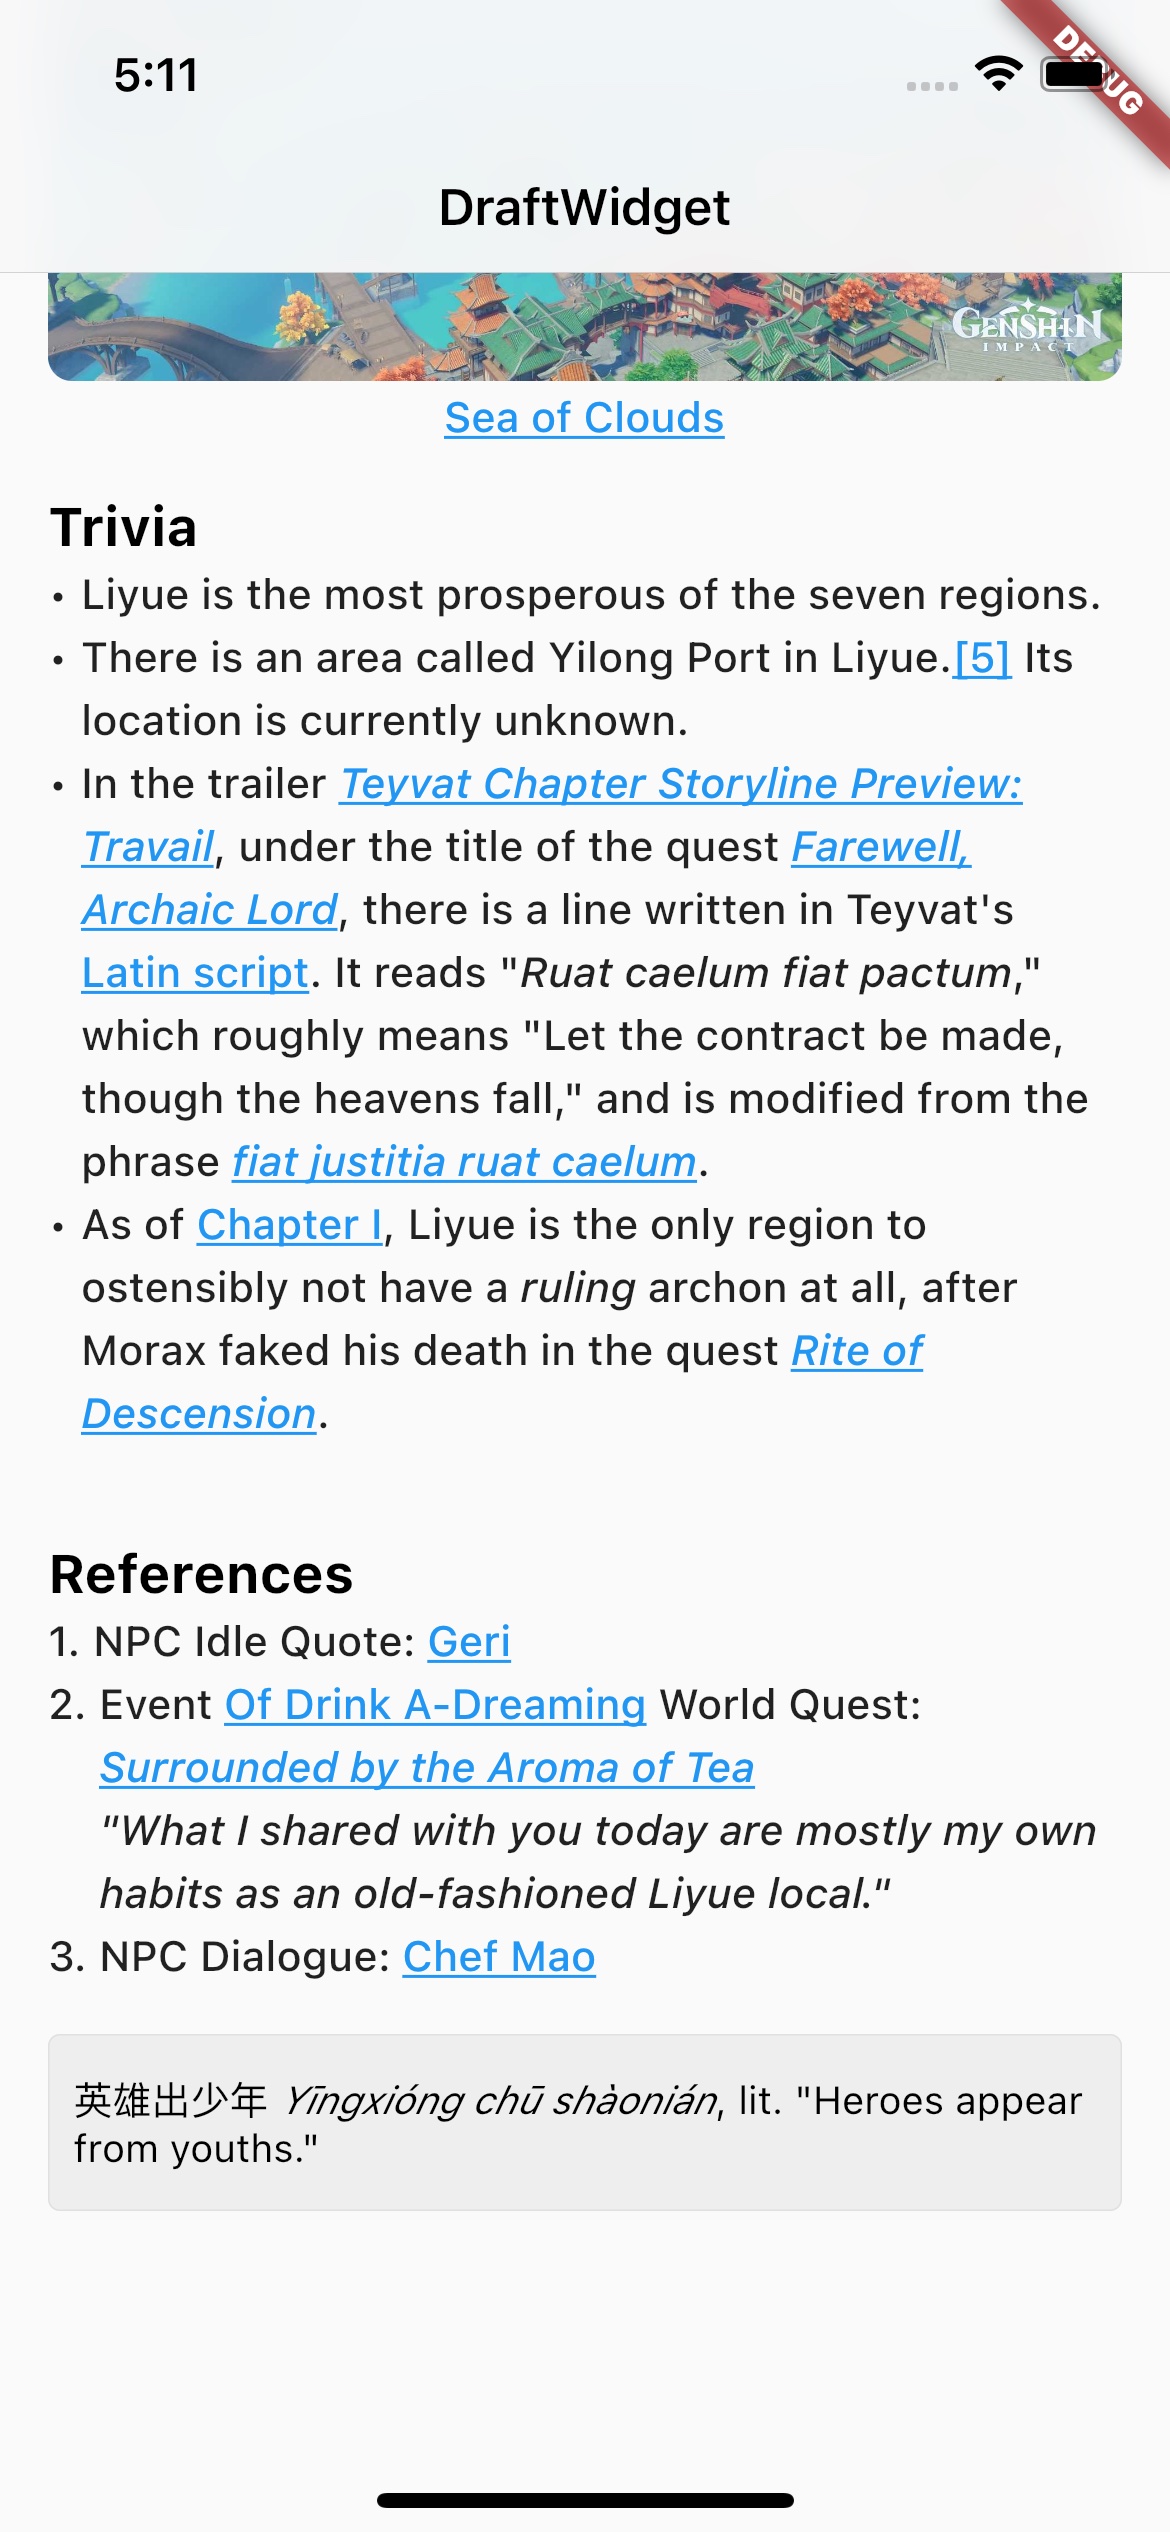 5:11
DEBUG
DraftWidget
GENSHIN
IMPACT
Sea of Clouds
Trivia
• Liyue is the most prosperous of the seven regions.
• There is an area called Yilong Port in Liyue.[5] Its
location is currently unknown.
• In the trailer Teyvat Chapter Storyline Preview:
Travail, under the title of the quest Farewell,
Archaic Lord, there is a line written in Teyvat's
Latin script. It reads "Ruat caelum fiat pactum,"
which roughly means "Let the contract be made,
though the heavens fall," and is modified from the
phrase fiat justitia ruat caelum.
• As of Chapter I, Liyue is the only region to
ostensibly not have a ruling archon at all, after
Morax faked his death in the quest Rite of
Descension.
References
1. NPC Idle Quote: Geri
2. Event Of Drink A-Dreaming World Quest:
Surrounded by the Aroma of Tea
"What I shared with you today are mostly my own
habits as an old-fashioned Liyue local."
3. NPC Dialogue: Chef Mao
英雄出少年 Yīngxióng chū shàonián, lit. "Heroes appear
from youths."